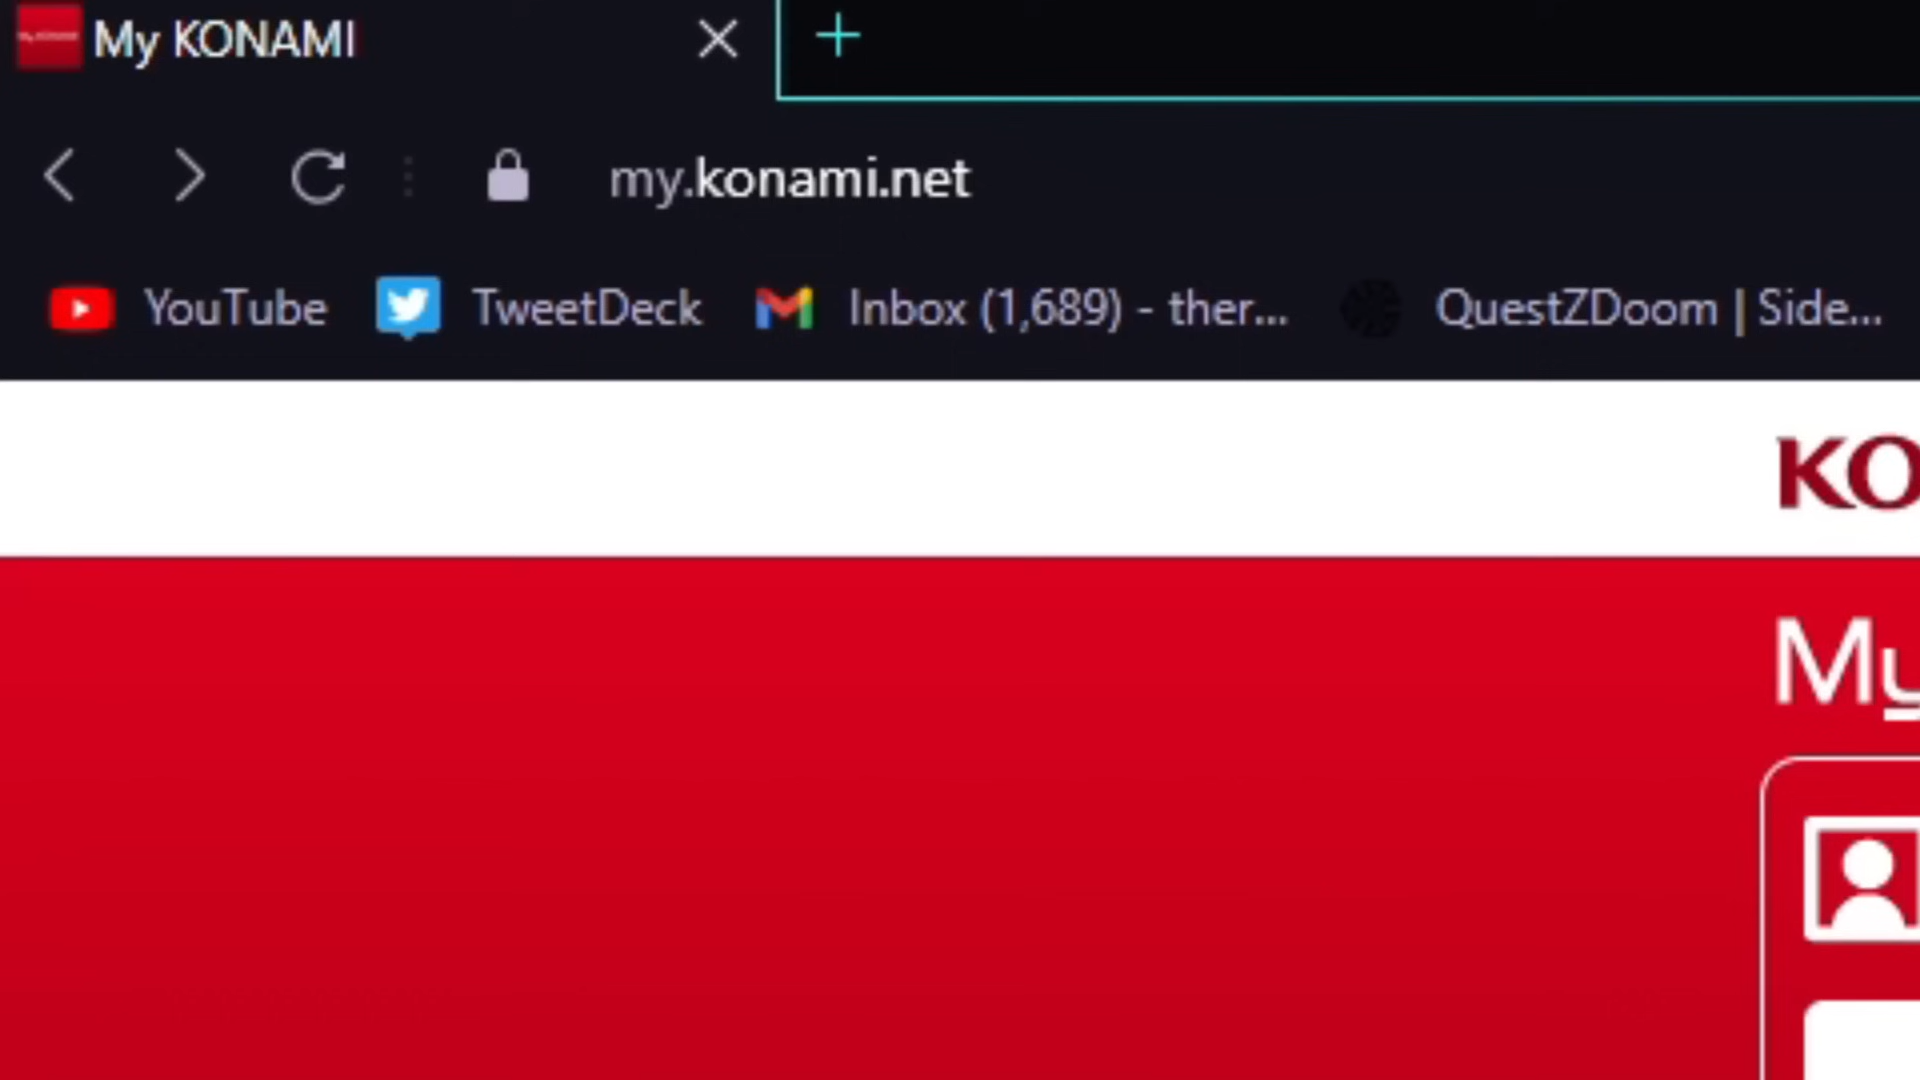 My KONAMI
my.konami.net
YouTube TweetDeck Inbox (1,689) - ther... QuestZDoom | Side...
KO
My